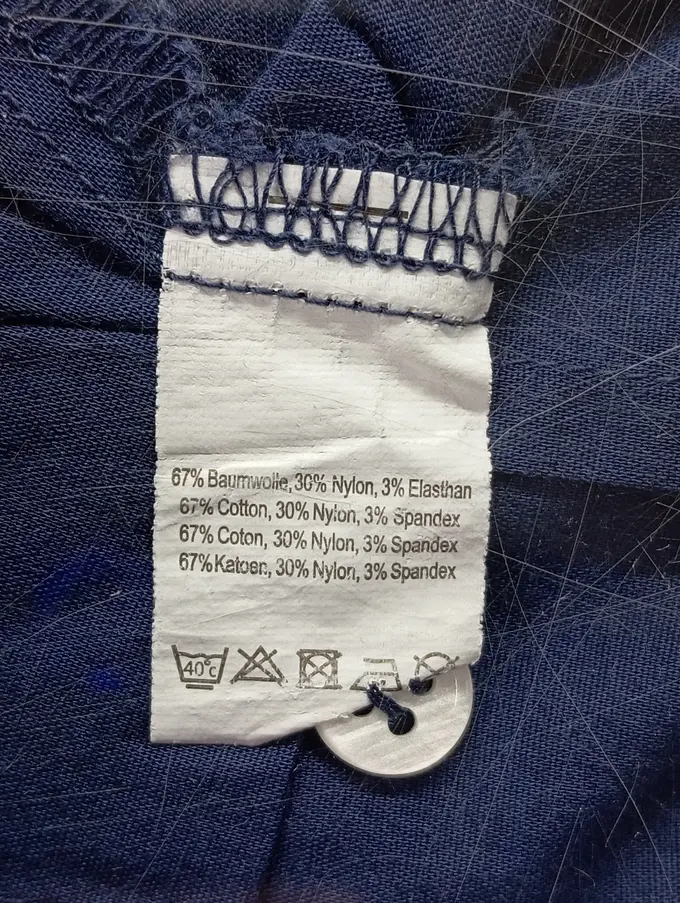 67% Baumwolle, 30% Nylon, 3% Elasthan
67% Cotton, 30% Nylon, 3% Spandex
67% Coton, 30% Nylon, 3% Spandex
67% Katoen, 30% Nylon, 3% Spandex
40°c